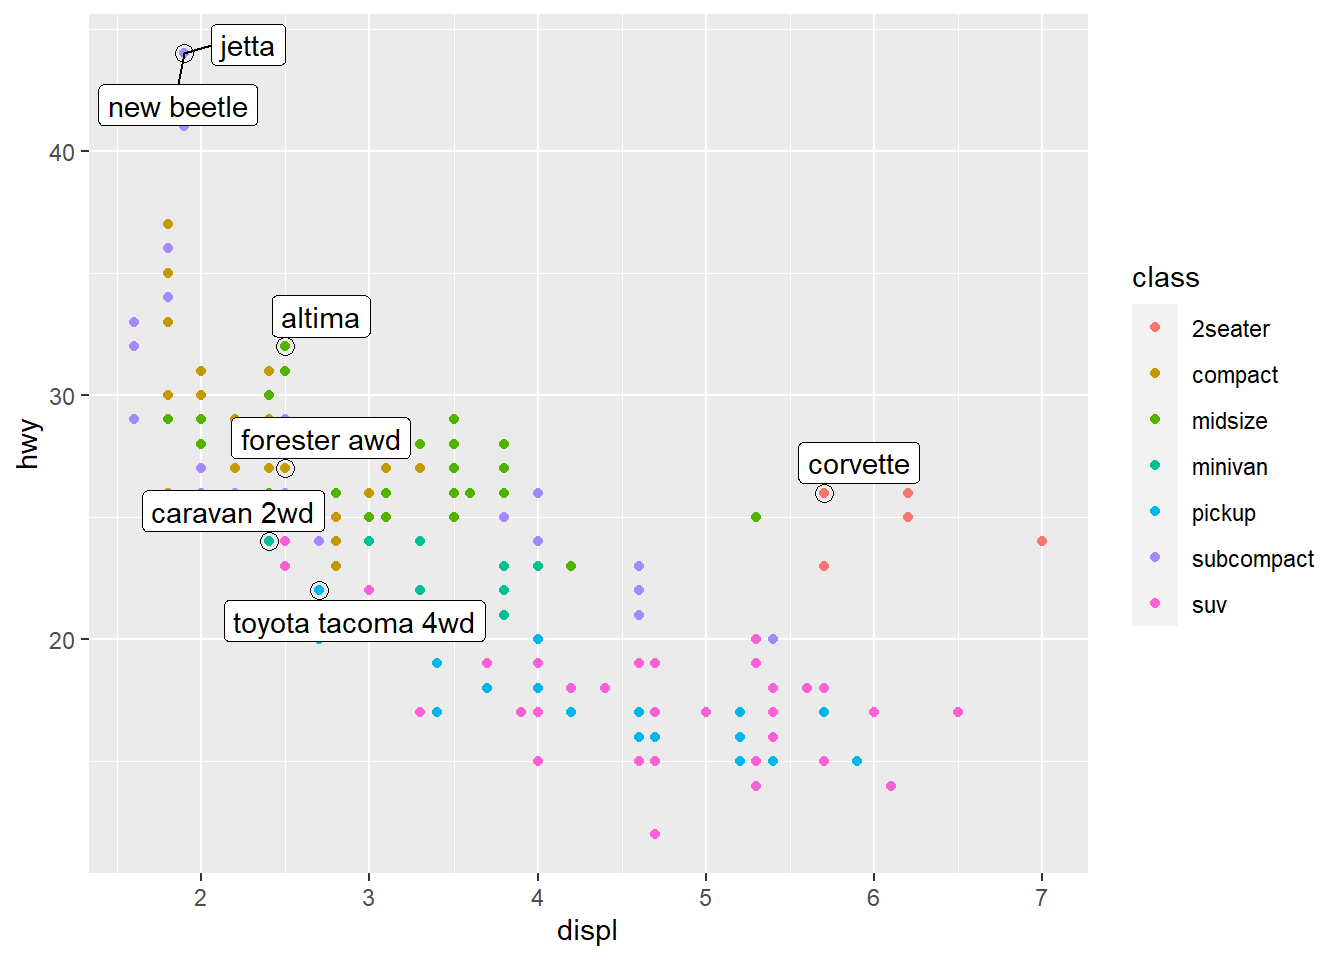 jetta
new beetle
40
altima
30
forester awd
corvette
caravan 2wd
toyota tacoma 4wd
20
hwy
2 3 4 5 6 7
displ
class
2seater
compact
midsize
minivan
pickup
subcompact
suv